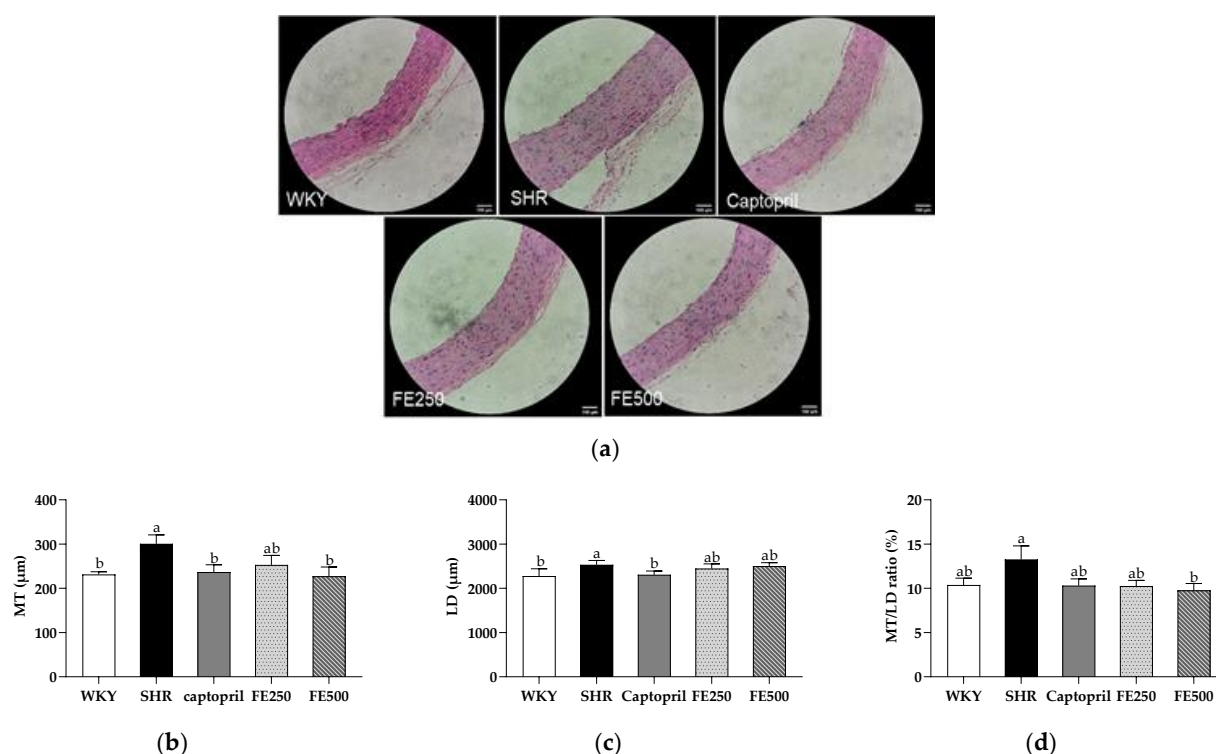 WKY
SHR
Captopril
FE250
FE500
(a)
400
300
200
100
0
MT (µm)
b
a
b
ab
b
WKY
SHR
captopril
FE250
FE500
(b)
4000
3000
2000
1000
0
LD (µm)
b
a
b
ab
ab
WKY
SHR
Captopril
FE250
FE500
(c)
20
15
10
5
0
MT/LD ratio (%)
ab
a
ab
ab
b
WKY
SHR
Captopril
FE250
FE500
(d)